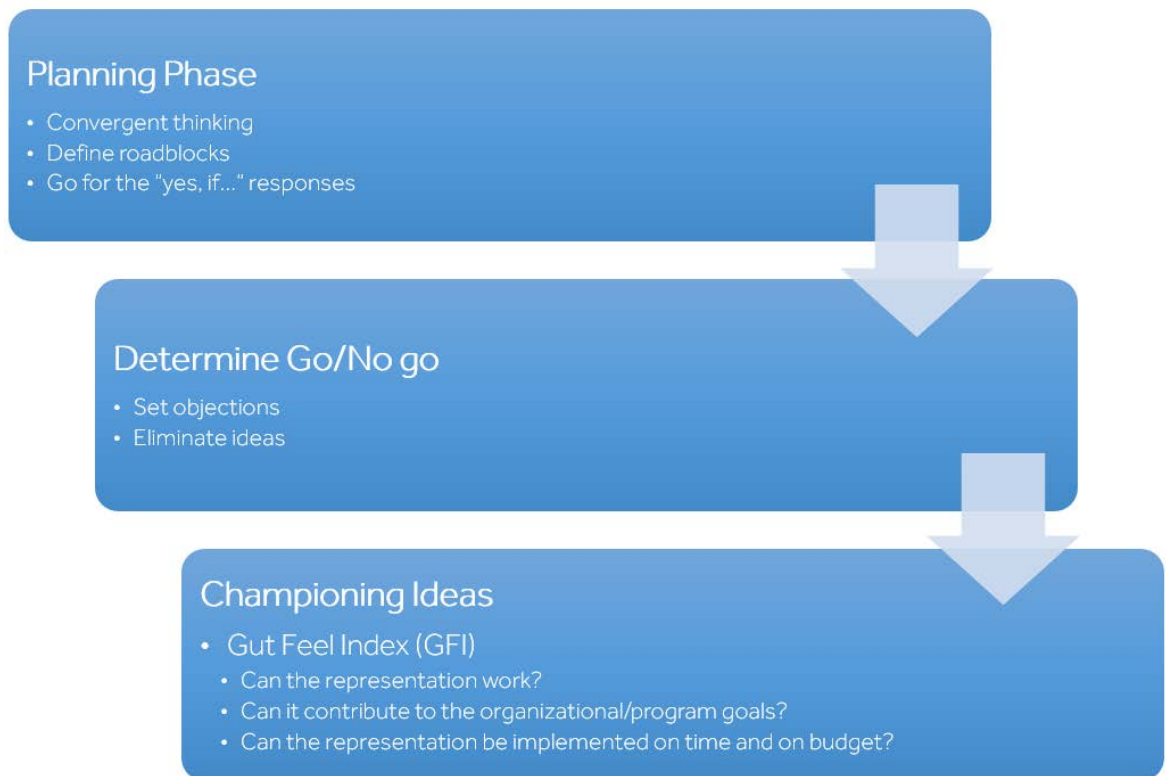 Planning Phase
• Convergent thinking
• Define roadblocks
• Go for the "yes, if..." responses
Determine Go/No go
• Set objections
• Eliminate ideas
Championing Ideas
• Gut Feel Index (GFI)
• Can the representation work?
• Can it contribute to the organizational/program goals?
• Can the representation be implemented on time and on budget?